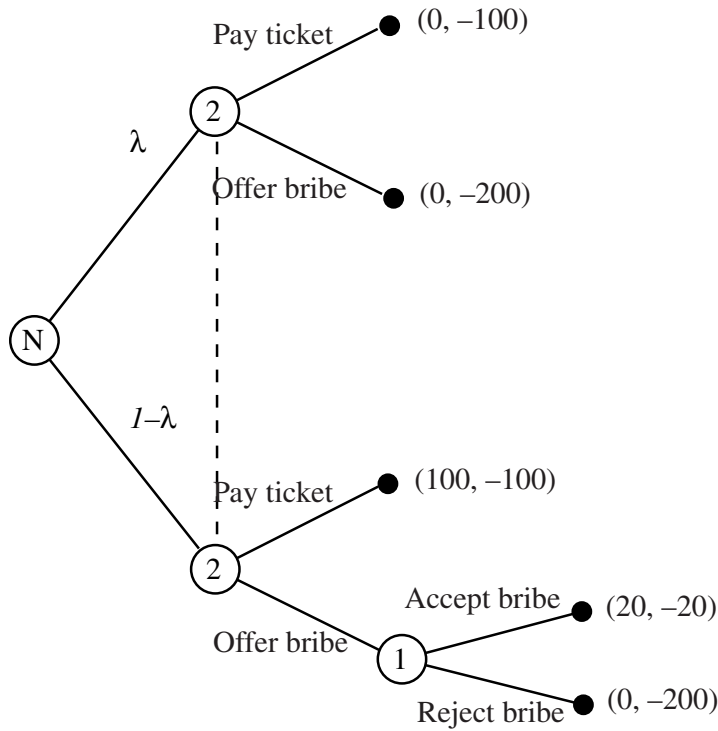 Pay ticket
(0, –100)
2
λ
Offer bribe
(0, –200)
N
1–λ
Pay ticket
(100, –100)
2
Accept bribe
(20, –20)
Offer bribe
1
Reject bribe
(0, –200)